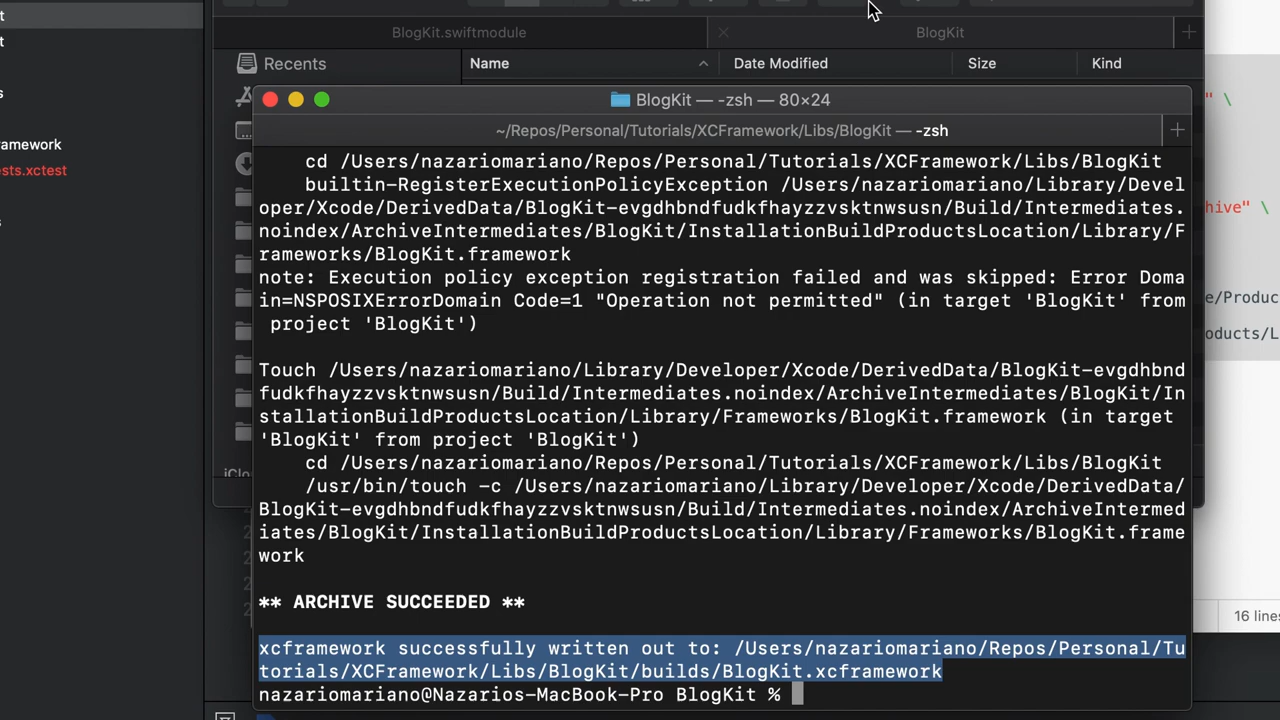 t
BlogKit.swiftmodule
BlogKit
t
Recents
Name
Date Modified
Size
Kind
s
" \
BlogKit — -zsh — 80×24
~/Repos/Personal/Tutorials/XCFramework/Libs/BlogKit — -zsh
amework
sts.xctest
s
cd /Users/nazariomariano/Repos/Personal/Tutorials/XCFramework/Libs/BlogKit
builtin-RegisterExecutionPolicyException /Users/nazariomariano/Library/Devel
oper/Xcode/DerivedData/BlogKit-evgdhbndfudkfhayzzvsktnwsusn/Build/Intermediates.
noindex/ArchiveIntermediates/BlogKit/InstallationBuildProductsLocation/Library/F
rameworks/BlogKit.framework
note: Execution policy exception registration failed and was skipped: Error Doma
in=NSPOSIXErrorDomain Code=1 "Operation not permitted" (in target 'BlogKit' from
project 'BlogKit')
Touch /Users/nazariomariano/Library/Developer/Xcode/DerivedData/BlogKit-evgdhbnd
fudkfhayzzvsktnwsusn/Build/Intermediates.noindex/ArchiveIntermediates/BlogKit/In
stallationBuildProductsLocation/Library/Frameworks/BlogKit.framework (in target
'BlogKit' from project 'BlogKit')
cd /Users/nazariomariano/Repos/Personal/Tutorials/XCFramework/Libs/BlogKit
/usr/bin/touch -c /Users/nazariomariano/Library/Developer/Xcode/DerivedData/
BlogKit-evgdhbndfudkfhayzzvsktnwsusn/Build/Intermediates.noindex/ArchiveIntermed
iates/BlogKit/InstallationBuildProductsLocation/Library/Frameworks/BlogKit.frame
work
** ARCHIVE SUCCEEDED **
xcframework successfully written out to: /Users/nazariomariano/Repos/Personal/Tu
torials/XCFramework/Libs/BlogKit/builds/BlogKit.xcframework
nazariomariano@Nazarios-MacBook-Pro BlogKit %
hive" \
e/Produc
oducts/L
iClo
16 lines